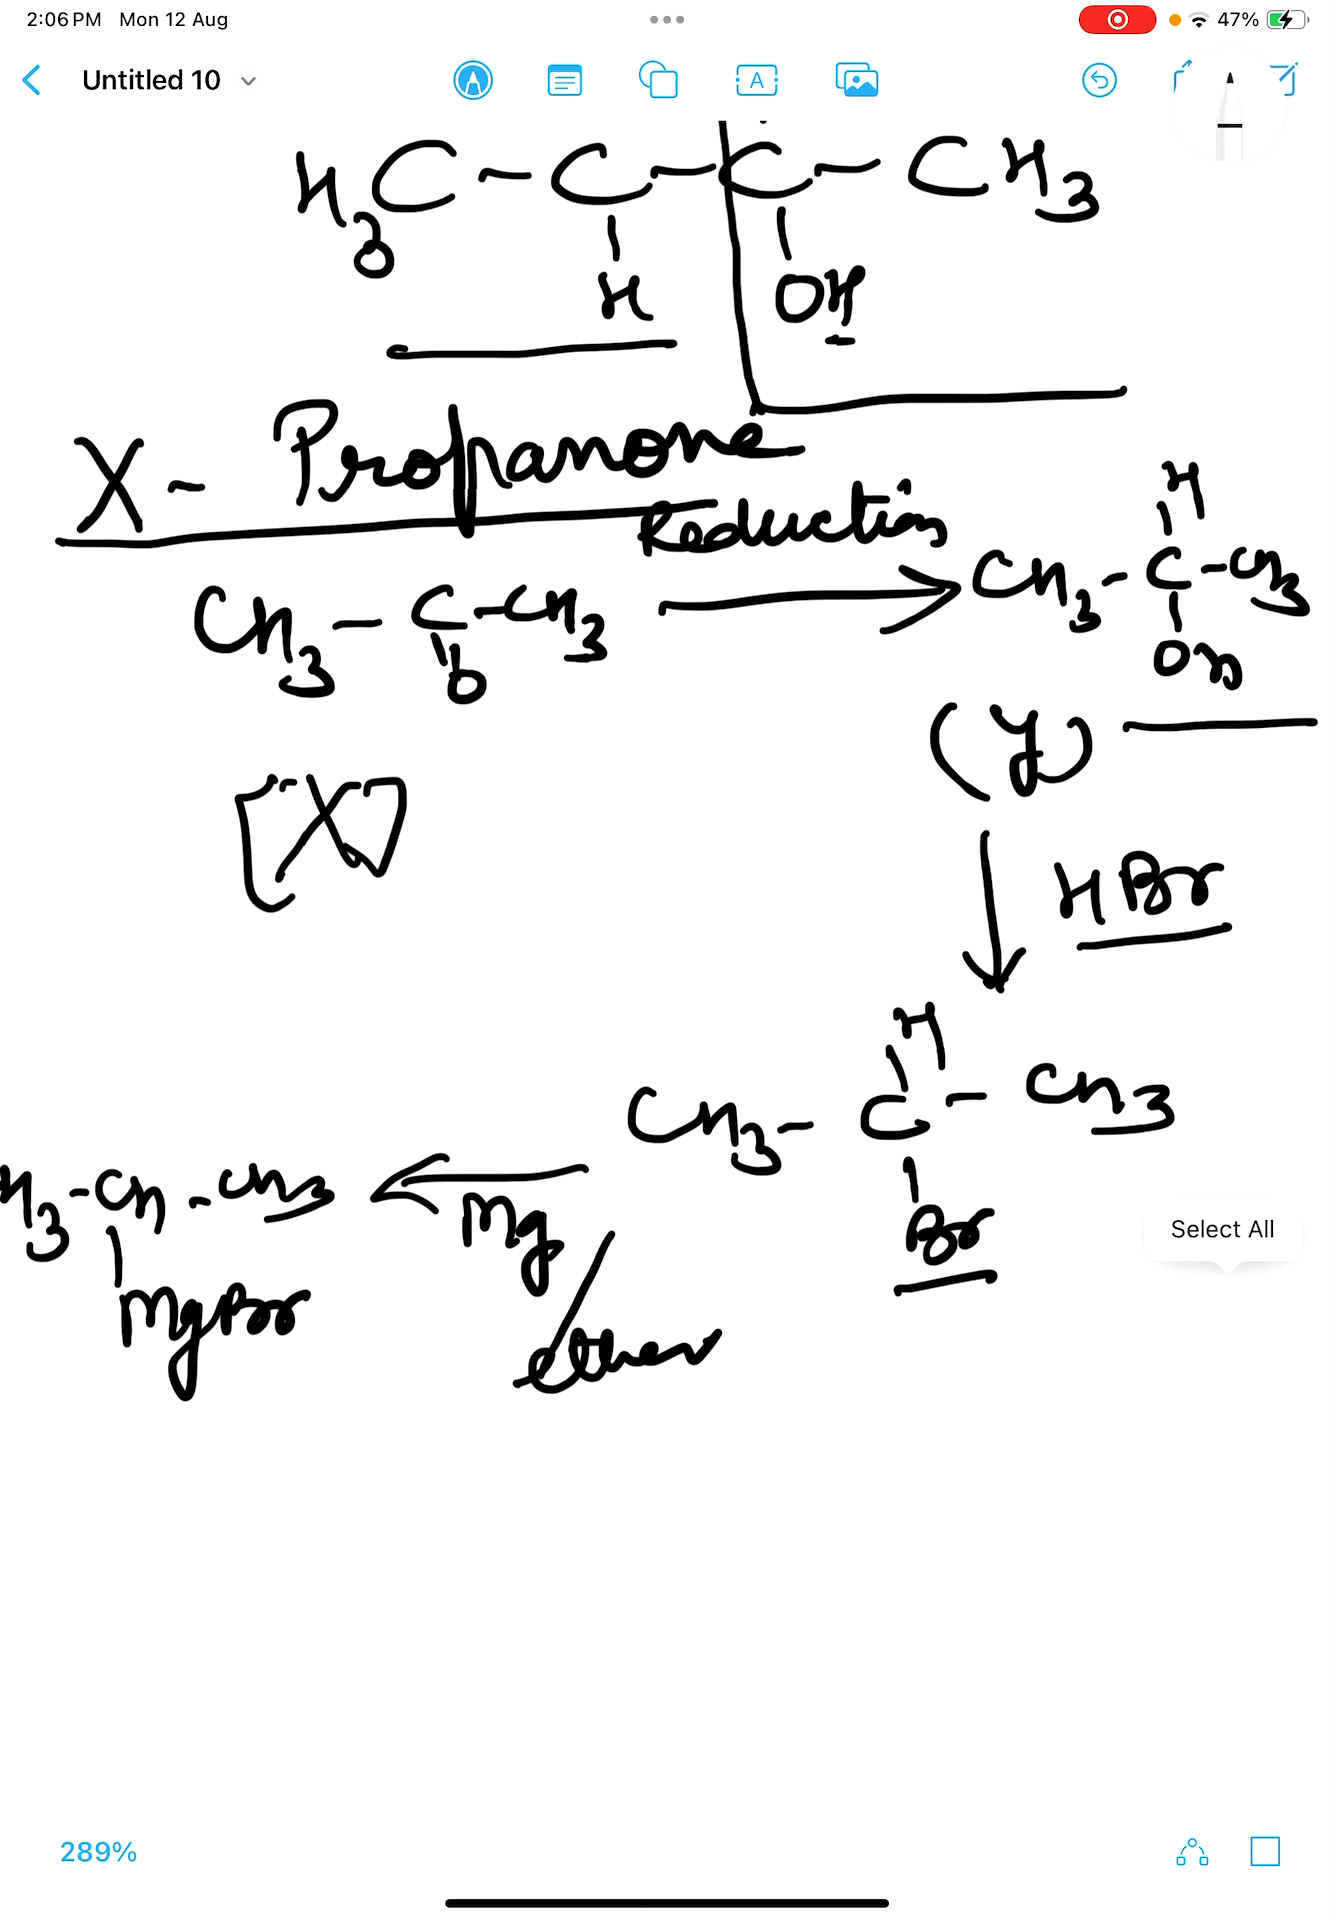 2:06 PM Mon 12 Aug
47%
Untitled 10
A
H3C - C - C - CH3
H
OH
X - Propanone
Reduction
H
CH3 - C - CH3
CH3 - C - CH3
O
OH
(Y)
[X]
HBr
H
CH3 - C - CH3
Br
H3 - CH - CH3
Mg / ether
MgBr
Select All
289%